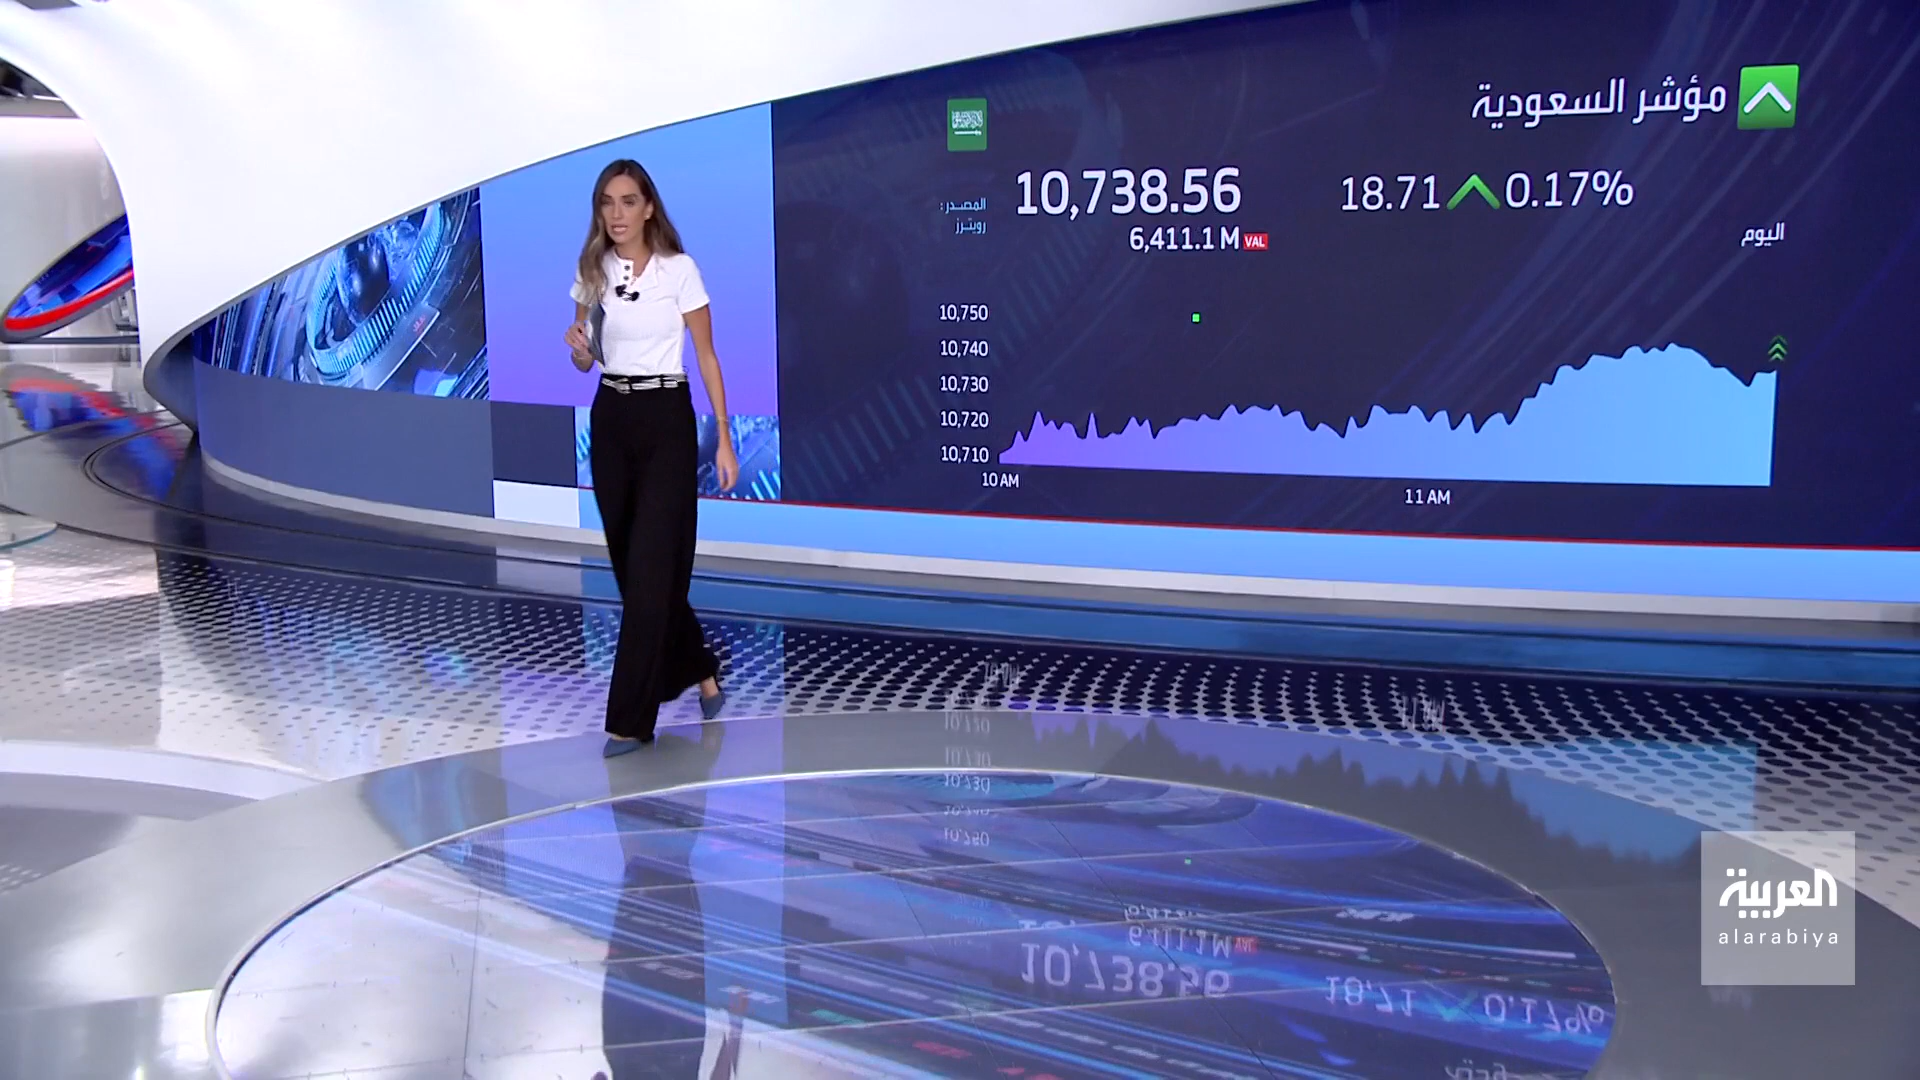 مؤشر السعودية
10,738.56
18.71 0.17%
المصدر:
رويترز
6,411.1 M VAL
اليوم
10,750
10,740
10,730
10,720
10,710
10 AM
11 AM
العربية
alarabiya